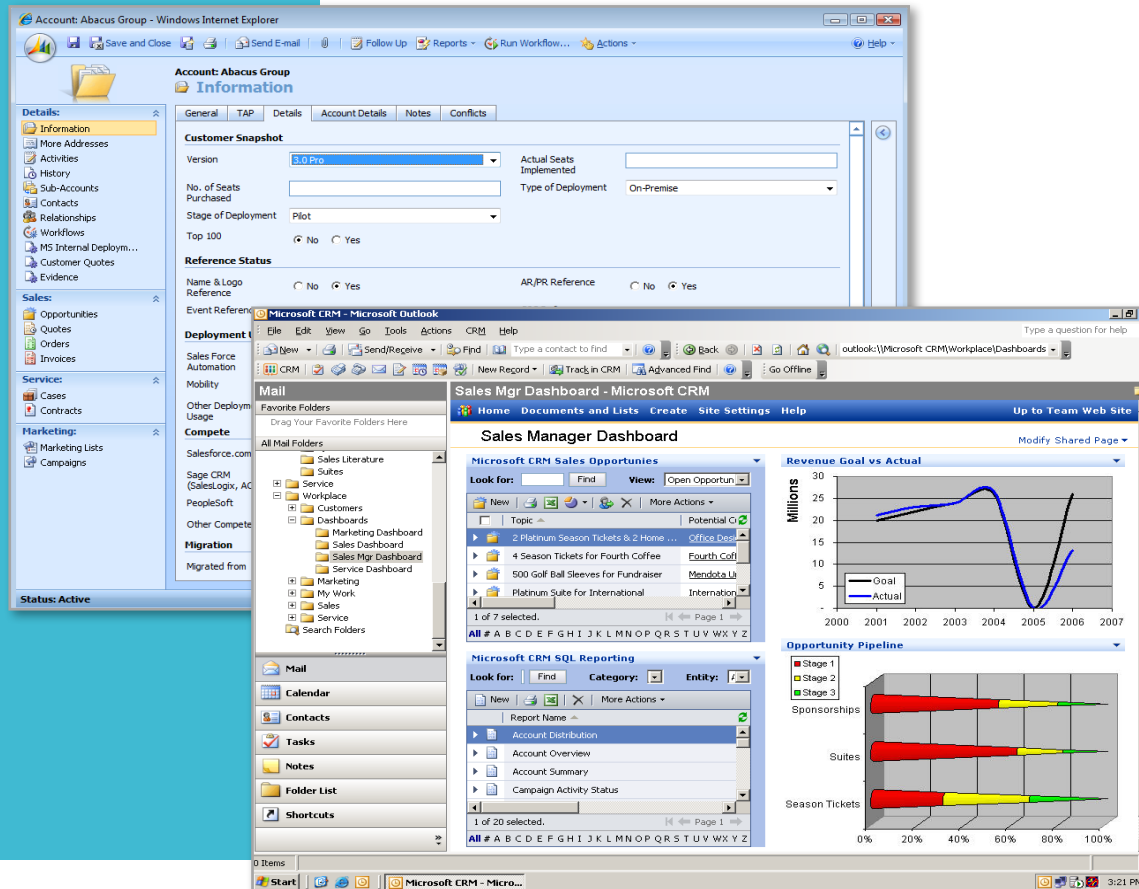 Account: Abacus Group - Windows Internet Explorer
Save and Close
Send E-mail
Follow Up
Reports
Run Workflow...
Actions
Help
Account: Abacus Group
Information
Details:
Information
More Addresses
Activities
History
Sub-Accounts
Contacts
Relationships
Workflows
MS Internal Deploym...
Customer Quotes
Evidence
Sales:
Opportunities
Quotes
Orders
Invoices
Service:
Cases
Contracts
Marketing:
Marketing Lists
Campaigns
Status: Active
General TAP Details Account Details Notes Conflicts
Customer Snapshot
Version 3.0 Pro
Actual Seats
Implemented
No. of Seats
Purchased
Type of Deployment On-Premise
Stage of Deployment Pilot
Top 100 No Yes
Reference Status
Name & Logo
Reference No Yes
AR/PR Reference No Yes
Event Referenc
Deployment
Sales Force
Automation
Mobility
Other Deploym
Usage
Compete
Salesforce.com
Sage CRM
(SalesLogix, AC
PeopleSoft
Other Compete
Migration
Migrated from
Microsoft CRM - Microsoft Outlook
File Edit View Go Tools Actions CRM Help
Type a question for help
New Send/Receive Find Type a contact to find Back outlook:\\Microsoft CRM\Workplace\Dashboards
CRM New Record Track in CRM Advanced Find Go Offline
Mail
Favorite Folders
Drag Your Favorite Folders Here
All Mail Folders
Sales Literature
Suites
Service
Workplace
Customers
Dashboards
Marketing Dashboard
Sales Dashboard
Sales Mgr Dashboard
Service Dashboard
Marketing
My Work
Sales
Service
Search Folders
Mail
Calendar
Contacts
Tasks
Notes
Folder List
Shortcuts
Sales Mgr Dashboard - Microsoft CRM
Home Documents and Lists Create Site Settings Help Up to Team Web Site
Sales Manager Dashboard
Modify Shared Page
Microsoft CRM Sales Opportunies
Look for: Find View: Open Opportun
New More Actions
Topic Potential
2 Platinum Season Tickets & 2 Home ... Office Desi
4 Season Tickets for Fourth Coffee Fourth Coff
500 Golf Ball Sleeves for Fundraiser Mendota U
Platinum Suite for International Internation
1 of 7 selected. Page 1
All # A B C D E F G H I J K L M N O P Q R S T U V W X Y Z
Microsoft CRM SQL Reporting
Look for: Find Category: Entity:
New More Actions
Report Name
Account Distribution
Account Overview
Account Summary
Campaign Activity Status
1 of 20 selected. Page 1
All # A B C D E F G H I J K L M N O P Q R S T U V W X Y Z
Revenue Goal vs Actual
Millions
30
25
20
15
10
5
-
Goal
Actual
2000 2001 2002 2003 2004 2005 2006 2007
Opportunity Pipeline
Stage 1
Stage 2
Stage 3
Sponsorships
Suites
Season Tickets
0% 20% 40% 60% 80% 100%
0 Items
Start Microsoft CRM - Micro... 3:21 PM